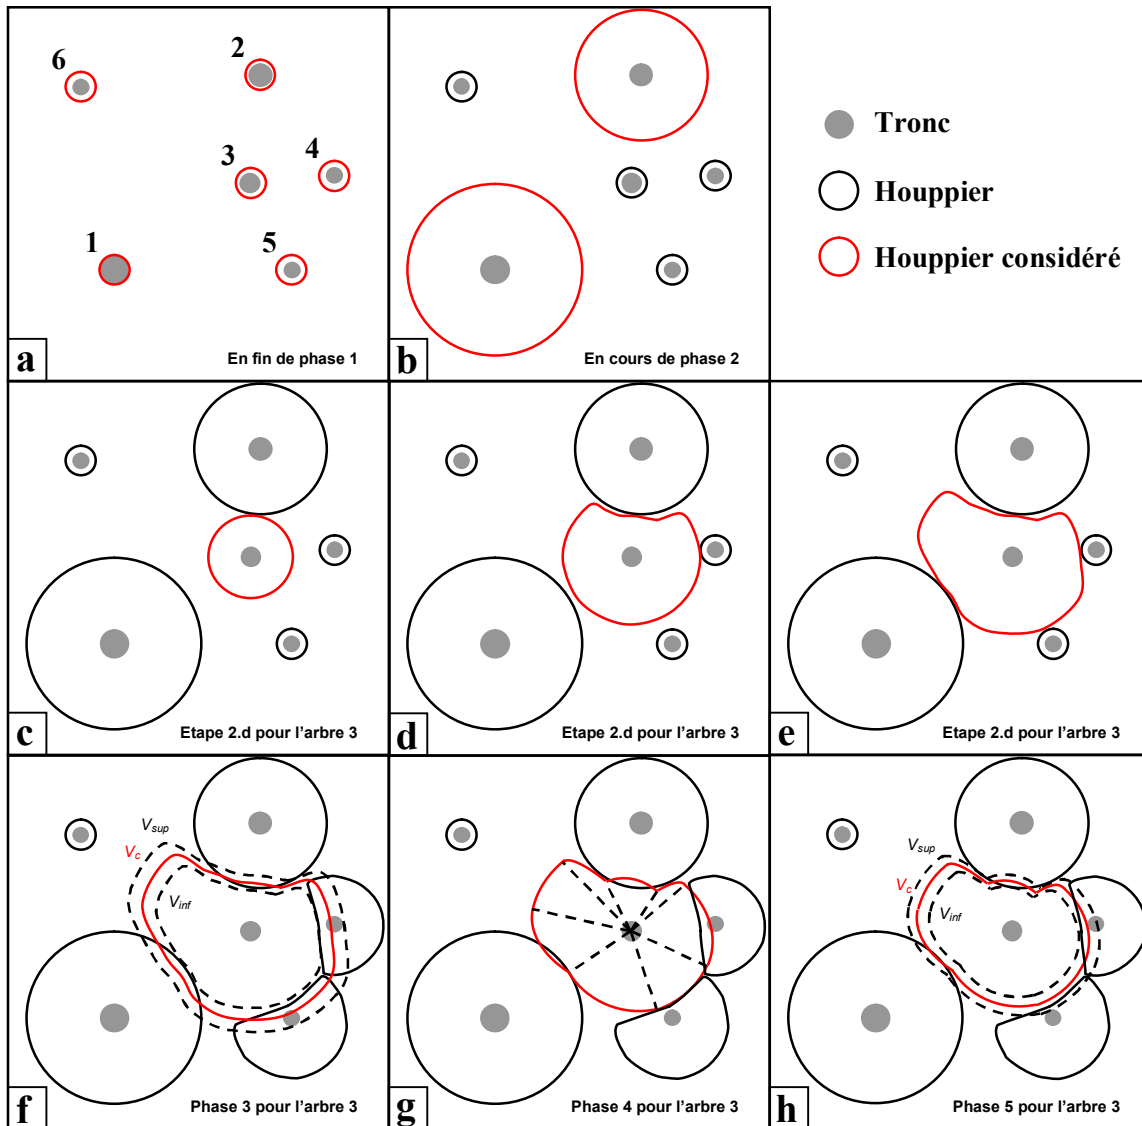 6
2
3
4
1
5
a
En fin de phase 1
b
En cours de phase 2
Tronc
Houppier
Houppier considéré
c
Etape 2.d pour l'arbre 3
d
Etape 2.d pour l'arbre 3
e
Etape 2.d pour l'arbre 3
Vsup
Vc
Vinf
f
Phase 3 pour l'arbre 3
g
Phase 4 pour l'arbre 3
Vsup
Vc
Vinf
h
Phase 5 pour l'arbre 3